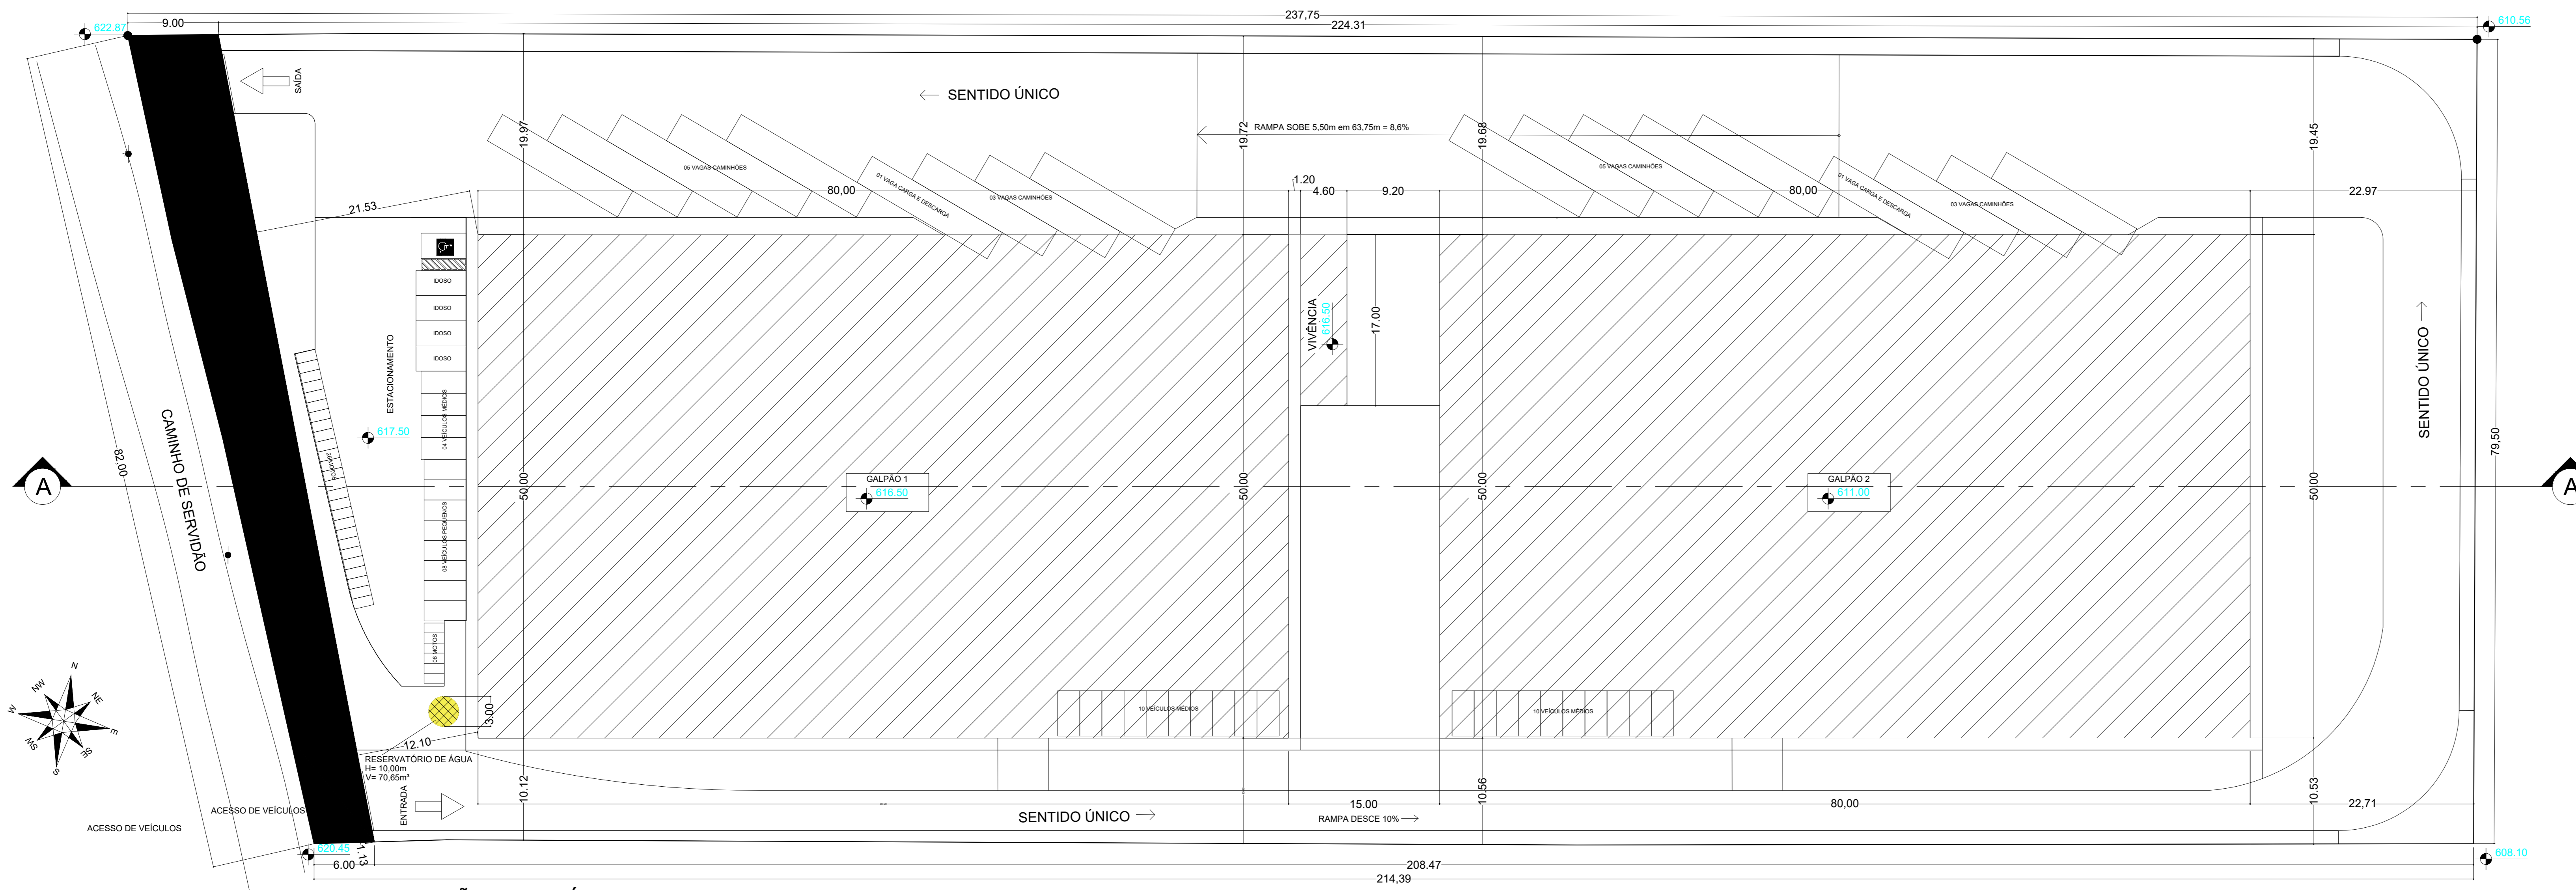 237,75
9.00
224.31
622.87
610.56
SAÍDA
SENTIDO ÚNICO
19.97
19.72
19.68
19.45
RAMPA SOBE 5,50m em 63,75m = 8,6%
05 VAGAS CAMINHÕES
01 VAGA CARGA E DESCARGA
03 VAGAS CAMINHÕES
05 VAGAS CAMINHÕES
01 VAGA CARGA E DESCARGA
03 VAGAS CAMINHÕES
21.53
80,00
1.20
4.60
9.20
80,00
22.97
IDOSO
IDOSO
IDOSO
IDOSO
VIVÊNCIA
616.50
17.00
ESTACIONAMENTO
617.50
04 VEÍCULOS MÉDIOS
SENTIDO ÚNICO
79,50
CAMINHO DE SERVIDÃO
82,00
26 MOTOS
A
50.00
GALPÃO 1
616.50
50.00
50.00
GALPÃO 2
611.00
50.00
A
08 VEÍCULOS PEQUENOS
06 MOTOS
N
NE
E
SE
S
SW
W
NW
3.00
10 VEÍCULOS MÉDIOS
10 VEÍCULOS MÉDIOS
12.10
RESERVATÓRIO DE ÁGUA
H= 10,00m
V= 70,65m³
10.12
10.56
10.53
ENTRADA
ACESSO DE VEÍCULOS
ACESSO DE VEÍCULOS
15.00
80,00
22,71
SENTIDO ÚNICO
RAMPA DESCE 10%
620.45
1.13
6.00
208.47
608.10
214,39